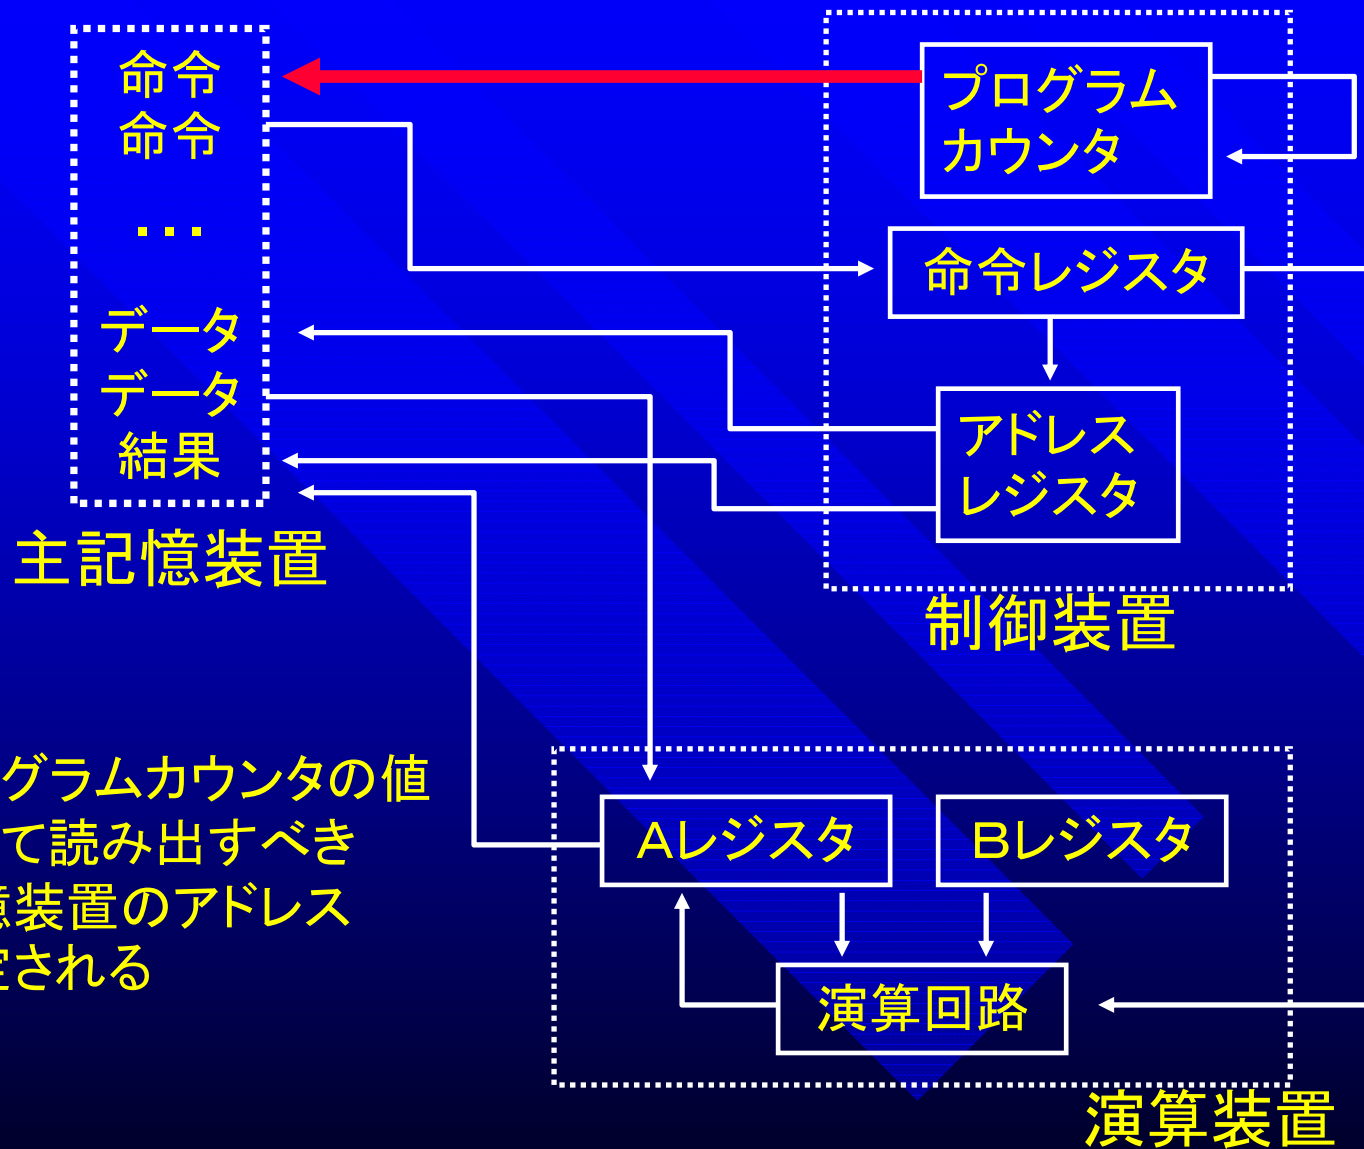 命令
命令
...
データ
データ
結果
主記憶装置
プログラム
カウンタ
命令レジスタ
アドレス
レジスタ
制御装置
グラムカウンタの値
て読み出すべき
憶装置のアドレス
定される
Aレジスタ
Bレジスタ
演算回路
演算装置